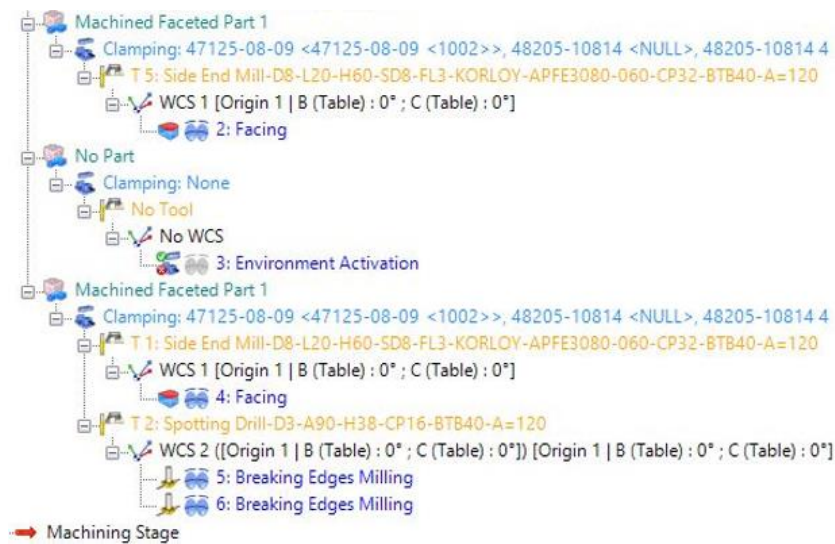 Machined Faceted Part 1
Clamping: 47125-08-09 <47125-08-09 <1002>>, 48205-10814 <NULL>, 48205-10814 4
T 5: Side End Mill-D8-L20-H60-SD8-FL3-KORLOY-APFE3080-060-CP32-BTB40-A=120
WCS 1 [Origin 1 | B (Table) : 0° ; C (Table) : 0°]
2: Facing
No Part
Clamping: None
No Tool
No WCS
3: Environment Activation
Machined Faceted Part 1
Clamping: 47125-08-09 <47125-08-09 <1002>>, 48205-10814 <NULL>, 48205-10814 4
T 1: Side End Mill-D8-L20-H60-SD8-FL3-KORLOY-APFE3080-060-CP32-BTB40-A=120
WCS 1 [Origin 1 | B (Table) : 0° ; C (Table) : 0°]
4: Facing
T 2: Spotting Drill-D3-A90-H38-CP16-BTB40-A=120
WCS 2 ([Origin 1 | B (Table) : 0° ; C (Table) : 0°]) [Origin 1 | B (Table) : 0° ; C (Table) : 0°]
5: Breaking Edges Milling
6: Breaking Edges Milling
Machining Stage